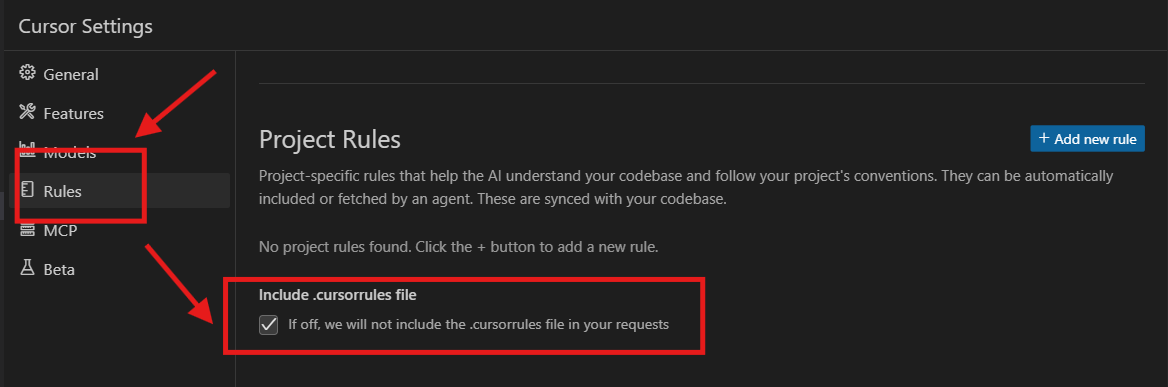 Cursor Settings
General
Features
Models
Rules
MCP
Beta
Project Rules
+ Add new rule
Project-specific rules that help the AI understand your codebase and follow your project's conventions. They can be automatically
included or fetched by an agent. These are synced with your codebase.
No project rules found. Click the + button to add a new rule.
Include .cursorrules file
If off, we will not include the .cursorrules file in your requests